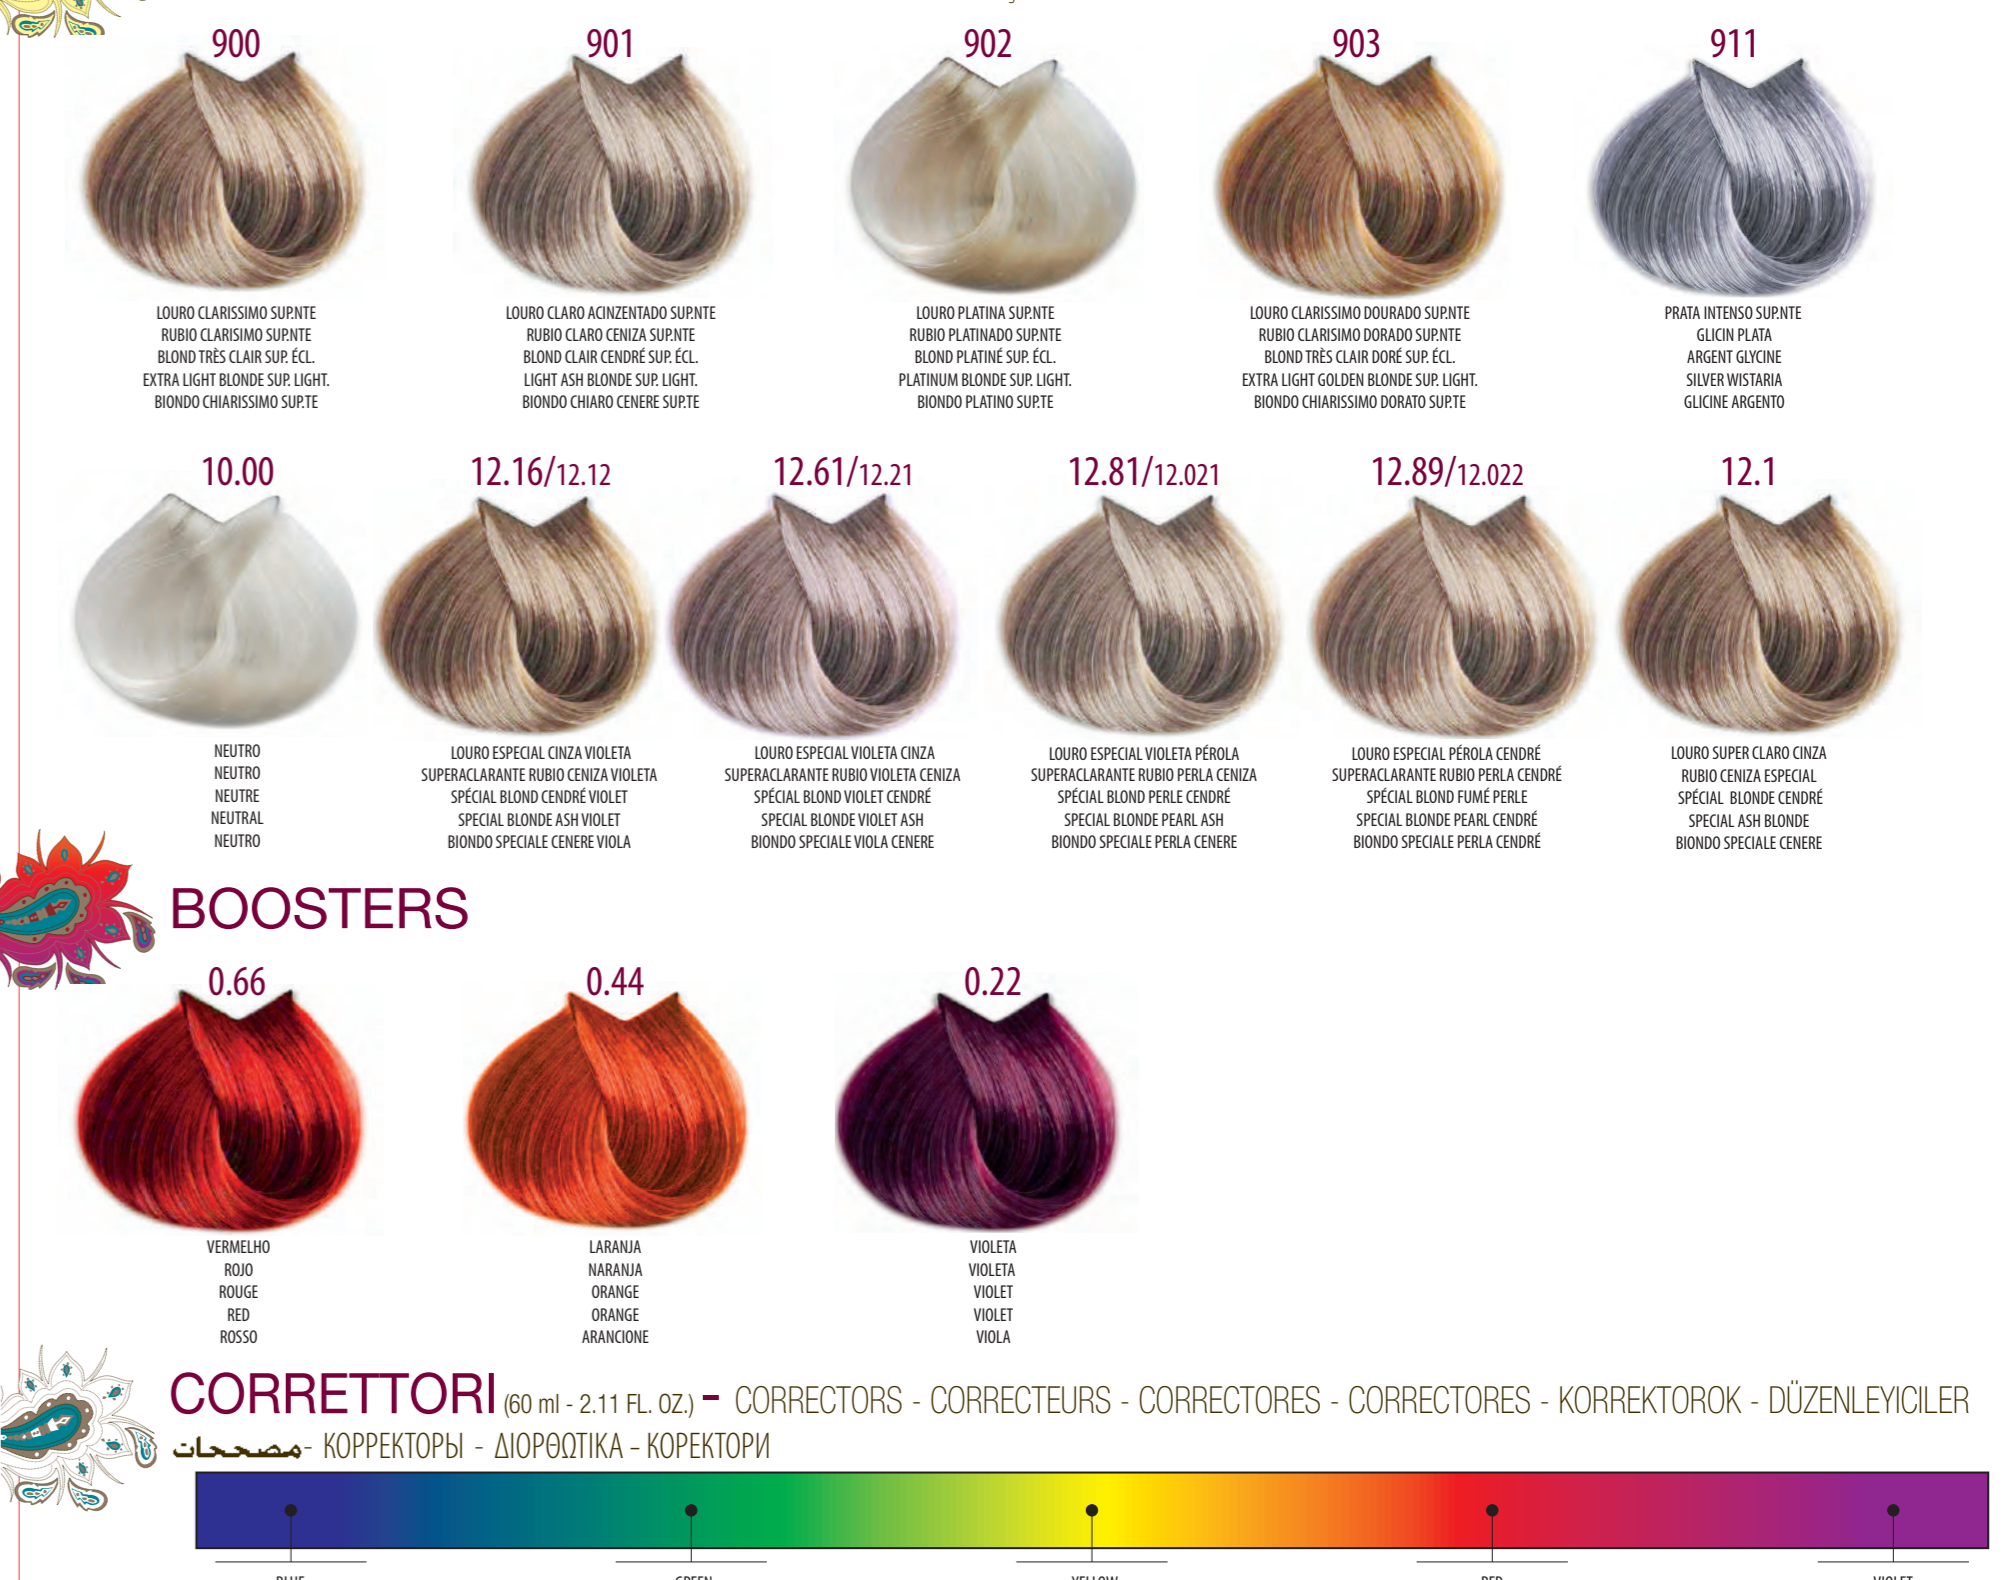 900
LOURO CLARISSIMO SUP.NTE
RUBIO CLARISIMO SUP.NTE
BLOND TRÈS CLAIR SUP. ÉCL.
EXTRA LIGHT BLONDE SUP. LIGHT.
BIONDO CHIARISSIMO SUP.TE
901
LOURO CLARO ACINZENTADO SUP.NTE
RUBIO CLARO CENIZA SUP.NTE
BLOND CLAIR CENDRÉ SUP. ÉCL.
LIGHT ASH BLONDE SUP. LIGHT.
BIONDO CHIARO CENERE SUP.TE
902
LOURO PLATINA SUP.NTE
RUBIO PLATINADO SUP.NTE
BLOND PLATINÉ SUP. ÉCL.
PLATINUM BLONDE SUP. LIGHT.
BIONDO PLATINO SUP.TE
903
LOURO CLARISSIMO DOURADO SUP.NTE
RUBIO CLARISIMO DORADO SUP.NTE
BLOND TRÈS CLAIR DORÉ SUP. ÉCL.
EXTRA LIGHT GOLDEN BLONDE SUP. LIGHT.
BIONDO CHIARISSIMO DORATO SUP.TE
911
PRATA INTENSO SUP.NTE
GLICIN PLATA
ARGENT GLYCINE
SILVER WISTARIA
GLICINE ARGENTO
10.00
NEUTRO
NEUTRO
NEUTRE
NEUTRAL
NEUTRO
12.16/12.12
LOURO ESPECIAL CINZA VIOLETA
SUPERACLARANTE RUBIO CENIZA VIOLETA
SPÉCIAL BLOND CENDRÉ VIOLET
SPECIAL BLONDE ASH VIOLET
BIONDO SPECIALE CENERE VIOLA
12.61/12.21
LOURO ESPECIAL VIOLETA CINZA
SUPERACLARANTE RUBIO VIOLETA CENIZA
SPÉCIAL BLOND VIOLET CENDRÉ
SPECIAL BLONDE VIOLET ASH
BIONDO SPECIALE VIOLA CENERE
12.81/12.021
LOURO ESPECIAL VIOLETA PÉROLA
SUPERACLARANTE RUBIO PERLA CENIZA
SPÉCIAL BLOND PERLE CENDRÉ
SPECIAL BLONDE PEARL ASH
BIONDO SPECIALE PERLA CENERE
12.89/12.022
LOURO ESPECIAL PÉROLA CENDRÉ
SUPERACLARANTE RUBIO PERLA CENDRÉ
SPÉCIAL BLOND FUMÉ PERLE
SPECIAL BLONDE PEARL CENDRÉ
BIONDO SPECIALE PERLA CENDRÉ
12.1
LOURO SUPER CLARO CINZA
RUBIO CENIZA ESPECIAL
SPÉCIAL BLONDE CENDRÉ
SPECIAL ASH BLONDE
BIONDO SPECIALE CENERE
BOOSTERS
0.66
VERMELHO
ROJO
ROUGE
RED
ROSSO
0.44
LARANJA
NARANJA
ORANGE
ORANGE
ARANCIONE
0.22
VIOLETA
VIOLETA
VIOLET
VIOLET
VIOLA
CORRETTORI (60 ml - 2.11 FL. OZ.) - CORRECTORS - CORRECTEURS - CORRECTORES - CORRECTORES - KORREKTOROK - DÜZENLEYICILER
مصححات - КОРРЕКТОРЫ - ΔΙΟΡΘΩΤΙΚΑ - КОРЕКТОРИ
BLUE GREEN YELLOW RED VIOLET